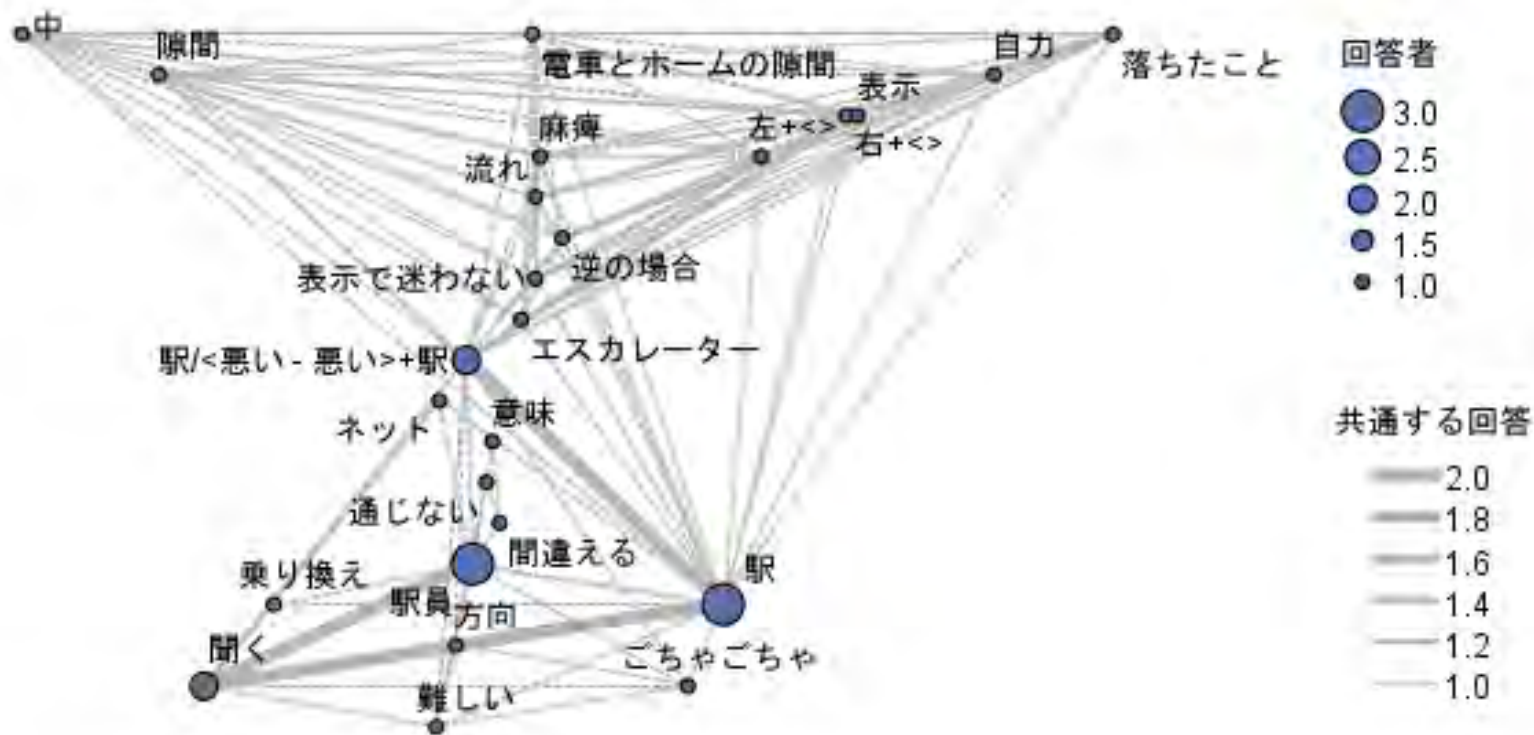 中
隙間
電車とホームの隙間
自力
落ちたこと
表示
麻痺
左+<>
右+<>
流れ
表示で迷わない
逆の場合
エスカレーター
駅/<悪い - 悪い>+駅
ネット
意味
通じない
間違える
乗り換え
駅員
方向
駅
聞く
ごちゃごちゃ
難しい
回答者
3.0
2.5
2.0
1.5
1.0
共通する回答
2.0
1.8
1.6
1.4
1.2
1.0